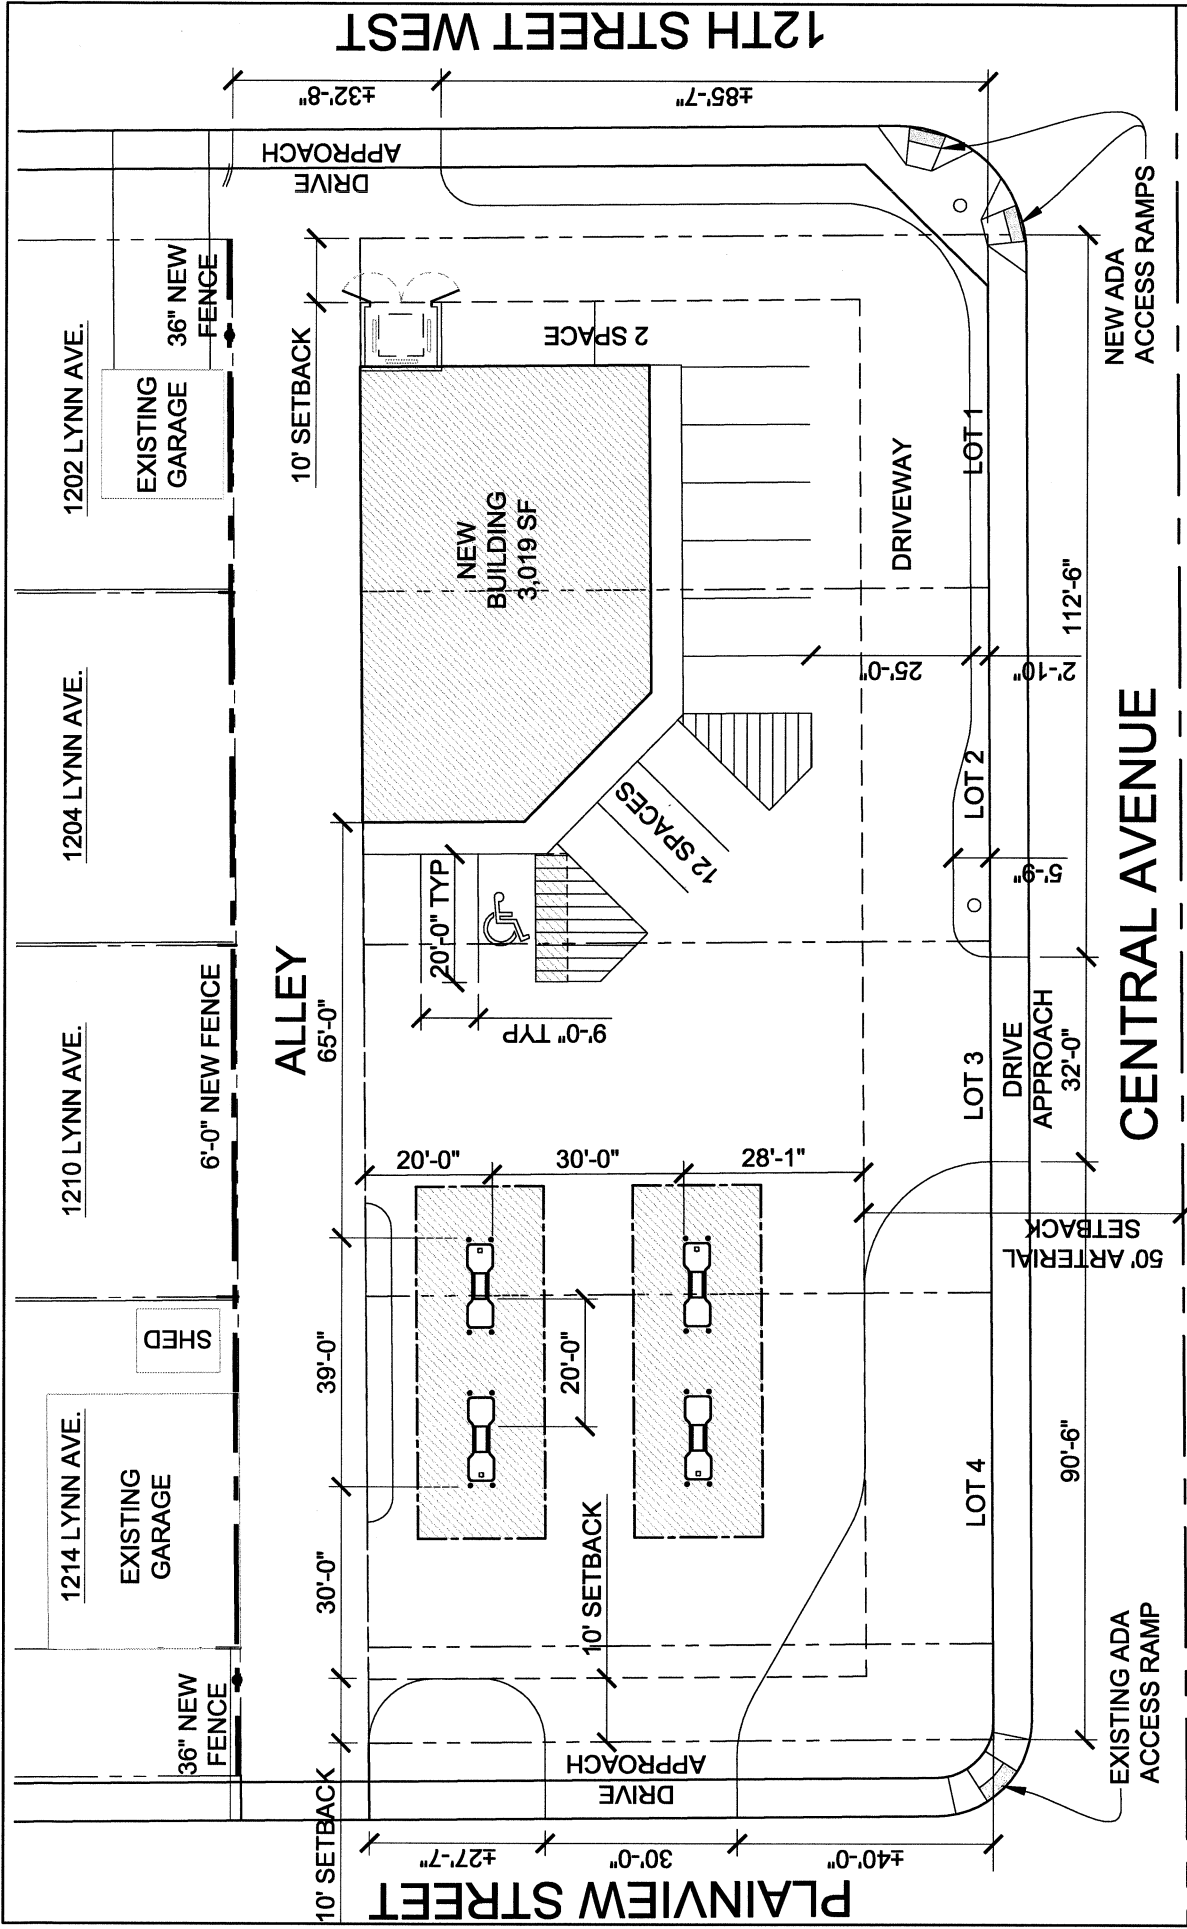 12TH STREET WEST
±32'-8"
±85'-7"
DRIVE
APPROACH
1202 LYNN AVE.
36" NEW
FENCE
EXISTING
GARAGE
10' SETBACK
2 SPACE
NEW ADA
ACCESS RAMPS
NEW
BUILDING
3,019 SF
DRIVEWAY
LOT 1
112'-6"
25'-0"
2'-10"
1204 LYNN AVE.
LOT 2
12 SPACES
5'-9"
20'-0" TYP
9'-0" TYP
CENTRAL AVENUE
1210 LYNN AVE.
6'-0" NEW FENCE
ALLEY
65'-0"
LOT 3
DRIVE
APPROACH
32'-0"
20'-0"
30'-0"
28'-1"
50' ARTERIAL
SETBACK
SHED
39'-0"
20'-0"
1214 LYNN AVE.
EXISTING
GARAGE
30'-0"
10' SETBACK
LOT 4
90'-6"
36" NEW
FENCE
10' SETBACK
DRIVE
APPROACH
EXISTING ADA
ACCESS RAMP
±27'-7"
30'-0"
±40'-0"
PLAINVIEW STREET